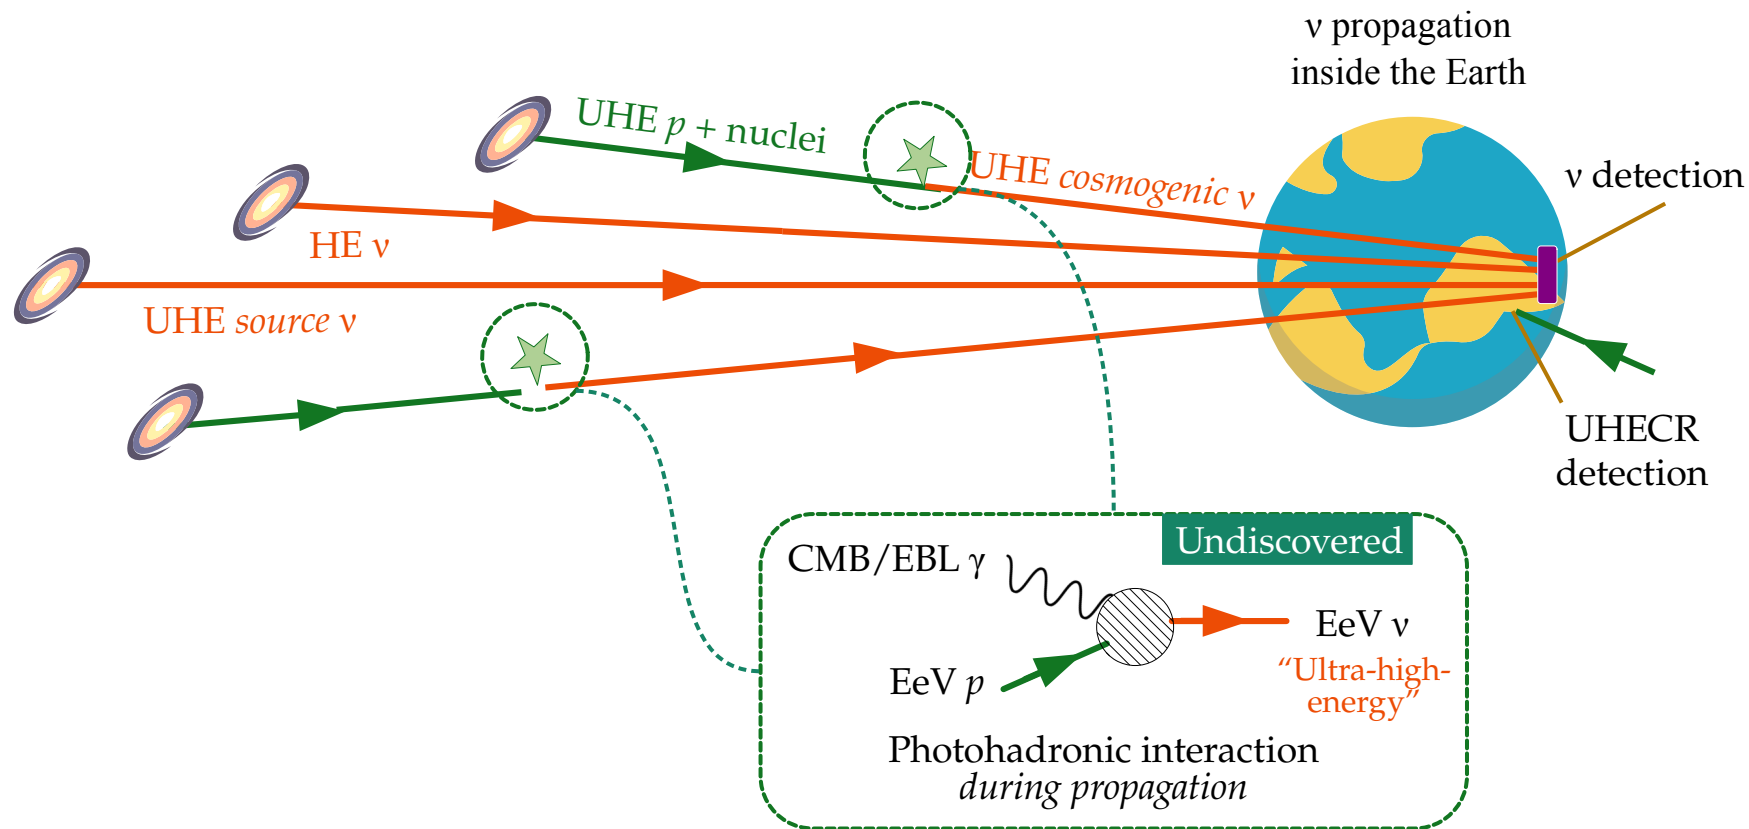 ν propagation
inside the Earth
UHE p + nuclei
UHE cosmogenic ν
ν detection
HE ν
UHE source ν
UHECR
detection
Undiscovered
CMB/EBL γ
EeV ν
“Ultra-high-
energy”
EeV p
Photohadronic interaction
during propagation